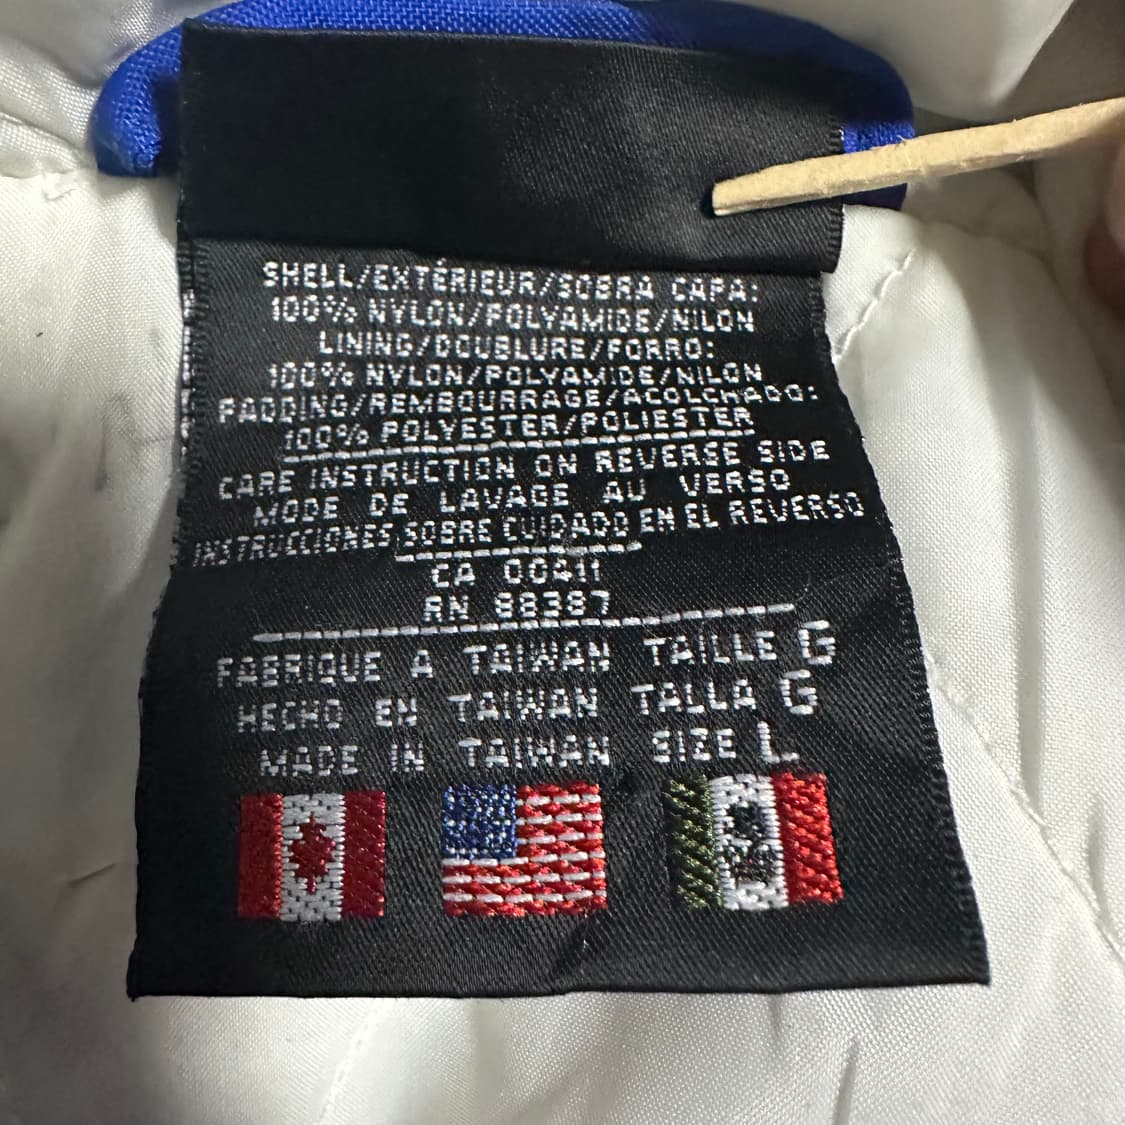 SHELL/EXTÉRIEUR/SOBRA CAPA:
100% NYLON/POLYAMIDE/NILON
LINING/DOUBLURE/FORRO:
100% NYLON/POLYAMIDE/NILON
PADDING/REMBOURRAGE/ACOLCHADO:
100% POLYESTER/POLIESTER
CARE INSTRUCTION ON REVERSE SIDE
MODE DE LAVAGE AU VERSO
INSTRUCCIONES SOBRE CUIDADO EN EL REVERSO
CA 00411
RN 88387
FABRIQUE A TAIWAN TAILLE G
HECHO EN TAIWAN TALLA G
MADE IN TAIWAN SIZE L